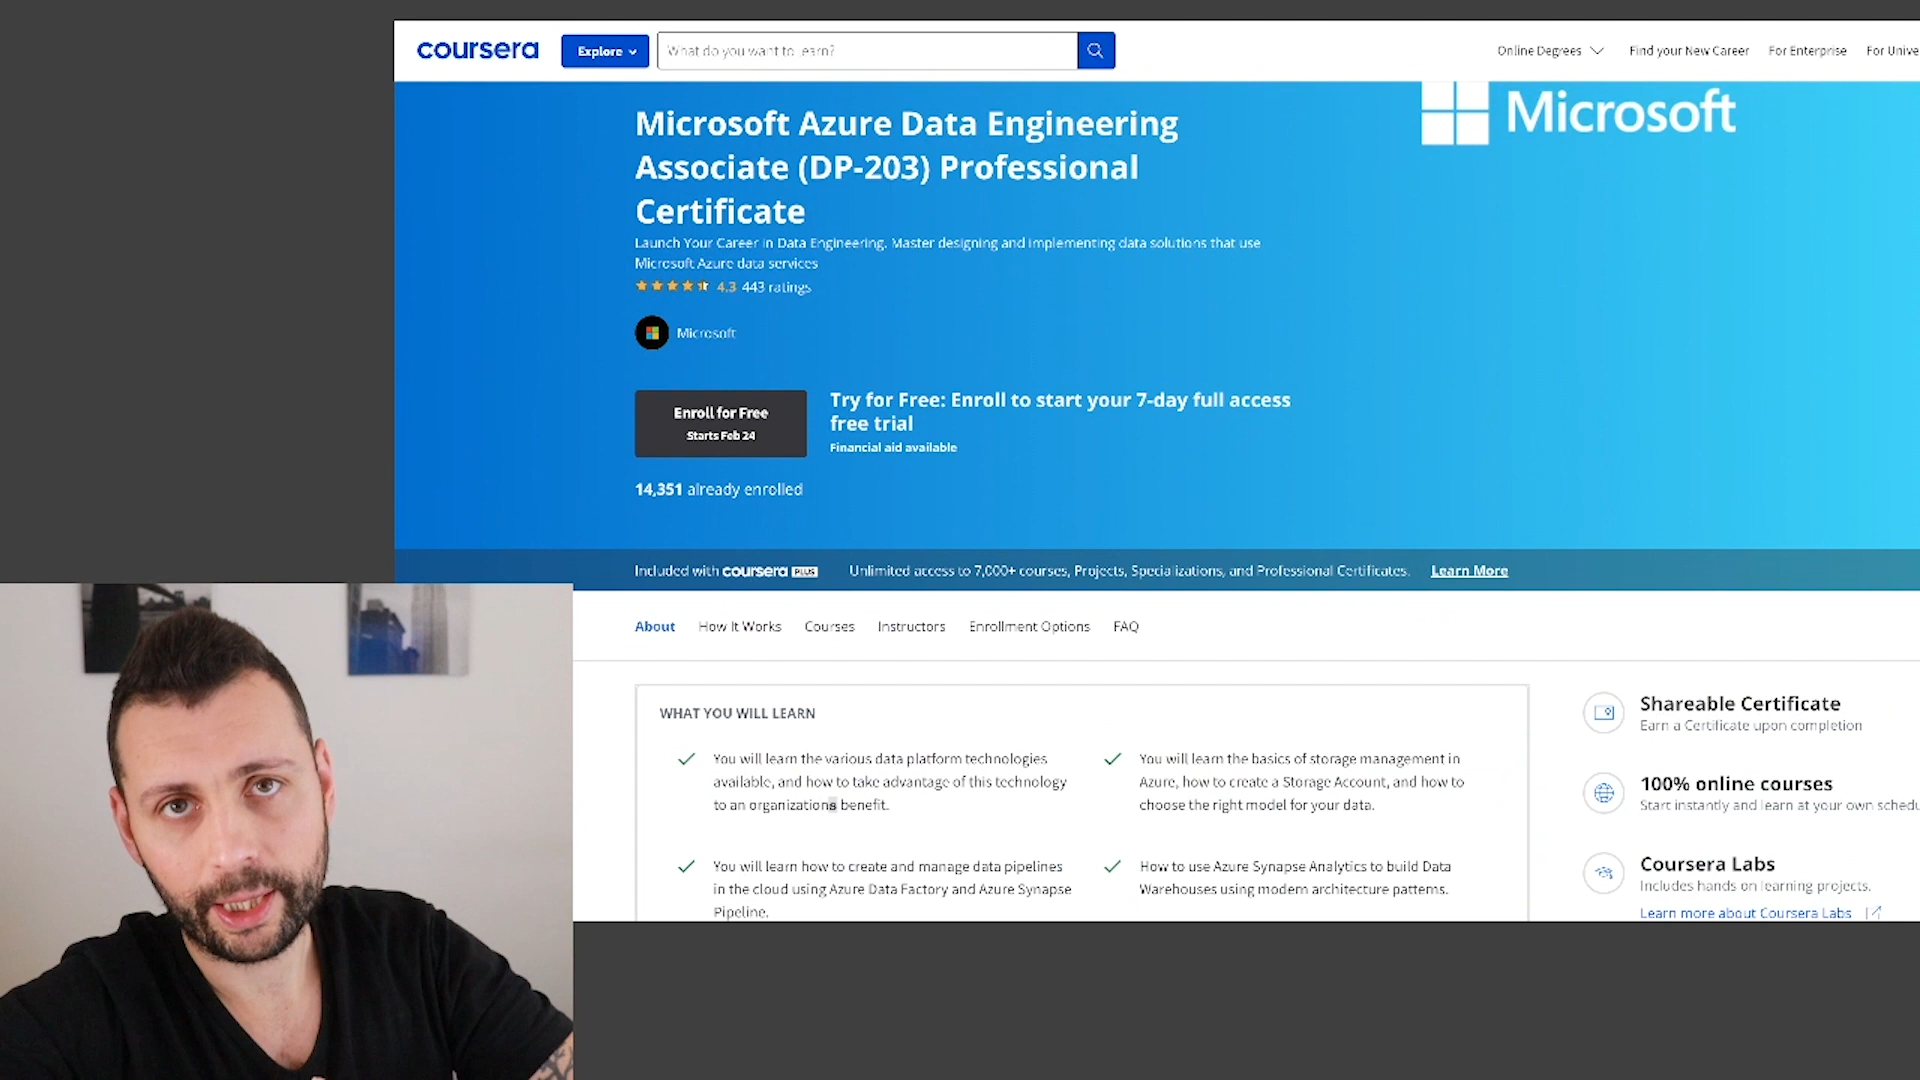 coursera
Explore
What do you want to learn?
Online Degrees
Find your New Career
For Enterprise
For Unive
Microsoft
Microsoft Azure Data Engineering
Associate (DP-203) Professional
Certificate
Launch Your Career in Data Engineering. Master designing and implementing data solutions that use
Microsoft Azure data services
4.3 443 ratings
Microsoft
Enroll for Free
Starts Feb 24
Try for Free: Enroll to start your 7-day full access
free trial
Financial aid available
14,351 already enrolled
Included with coursera PLUS
Unlimited access to 7,000+ courses, Projects, Specializations, and Professional Certificates.
Learn More
About
How It Works
Courses
Instructors
Enrollment Options
FAQ
WHAT YOU WILL LEARN
You will learn the various data platform technologies
available, and how to take advantage of this technology
to an organizations benefit.
You will learn the basics of storage management in
Azure, how to create a Storage Account, and how to
choose the right model for your data.
You will learn how to create and manage data pipelines
in the cloud using Azure Data Factory and Azure Synapse
Pipeline.
How to use Azure Synapse Analytics to build Data
Warehouses using modern architecture patterns.
Shareable Certificate
Earn a Certificate upon completion
100% online courses
Start instantly and learn at your own schedu
Coursera Labs
Includes hands on learning projects.
Learn more about Coursera Labs